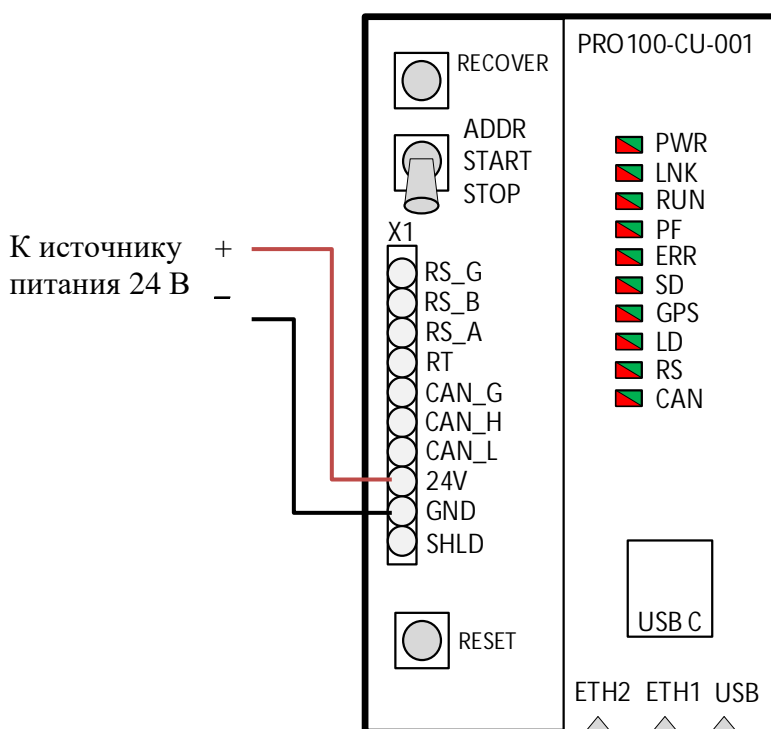 К источнику +
питания 24 В –
RECOVER
ADDR
START
STOP
X1
RS_G
RS_B
RS_A
RT
CAN_G
CAN_H
CAN_L
24V
GND
SHLD
RESET
PRO100-CU-001
PWR
LNK
RUN
PF
ERR
SD
GPS
LD
RS
CAN
USB C
ETH2 ETH1 USB